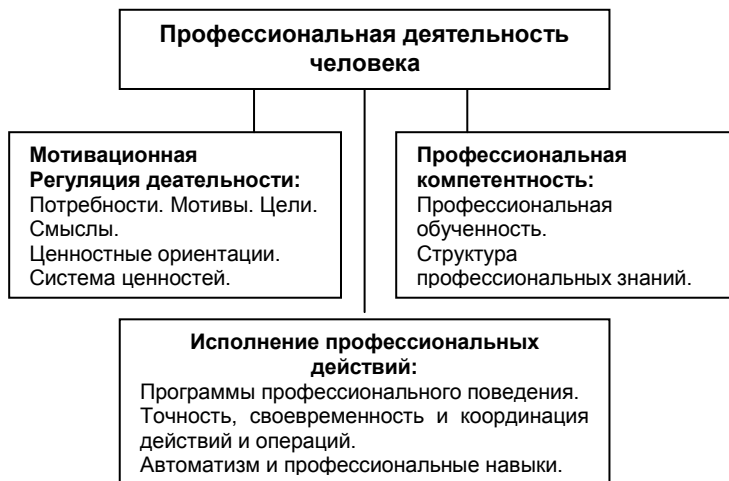 Профессиональная деятельность
человека
Мотивационная
Регуляция деательности:
Потребности. Мотивы. Цели.
Смыслы.
Ценностные ориентации.
Система ценностей.
Профессиональная
компетентность:
Профессиональная
обученность.
Структура
профессиональных знаний.
Исполнение профессиональных
действий:
Программы профессионального поведения.
Точность, своевременность и координация
действий и операций.
Автоматизм и профессиональные навыки.